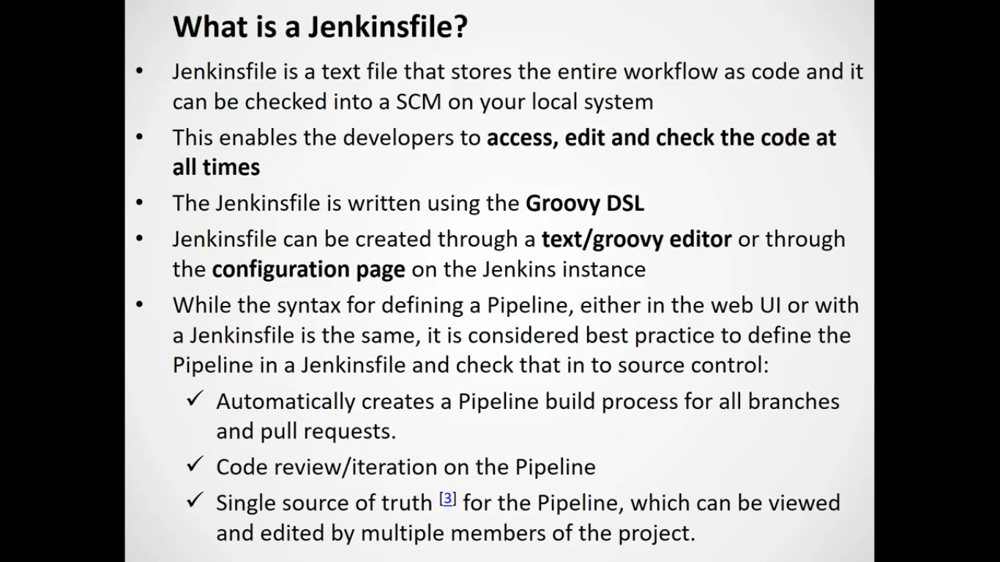 What is a Jenkinsfile?
• Jenkinsfile is a text file that stores the entire workflow as code and it
can be checked into a SCM on your local system
• This enables the developers to access, edit and check the code at
all times
• The Jenkinsfile is written using the Groovy DSL
• Jenkinsfile can be created through a text/groovy editor or through
the configuration page on the Jenkins instance
• While the syntax for defining a Pipeline, either in the web UI or with
a Jenkinsfile is the same, it is considered best practice to define the
Pipeline in a Jenkinsfile and check that in to source control:
✓ Automatically creates a Pipeline build process for all branches
and pull requests.
✓ Code review/iteration on the Pipeline
✓ Single source of truth [3] for the Pipeline, which can be viewed
and edited by multiple members of the project.